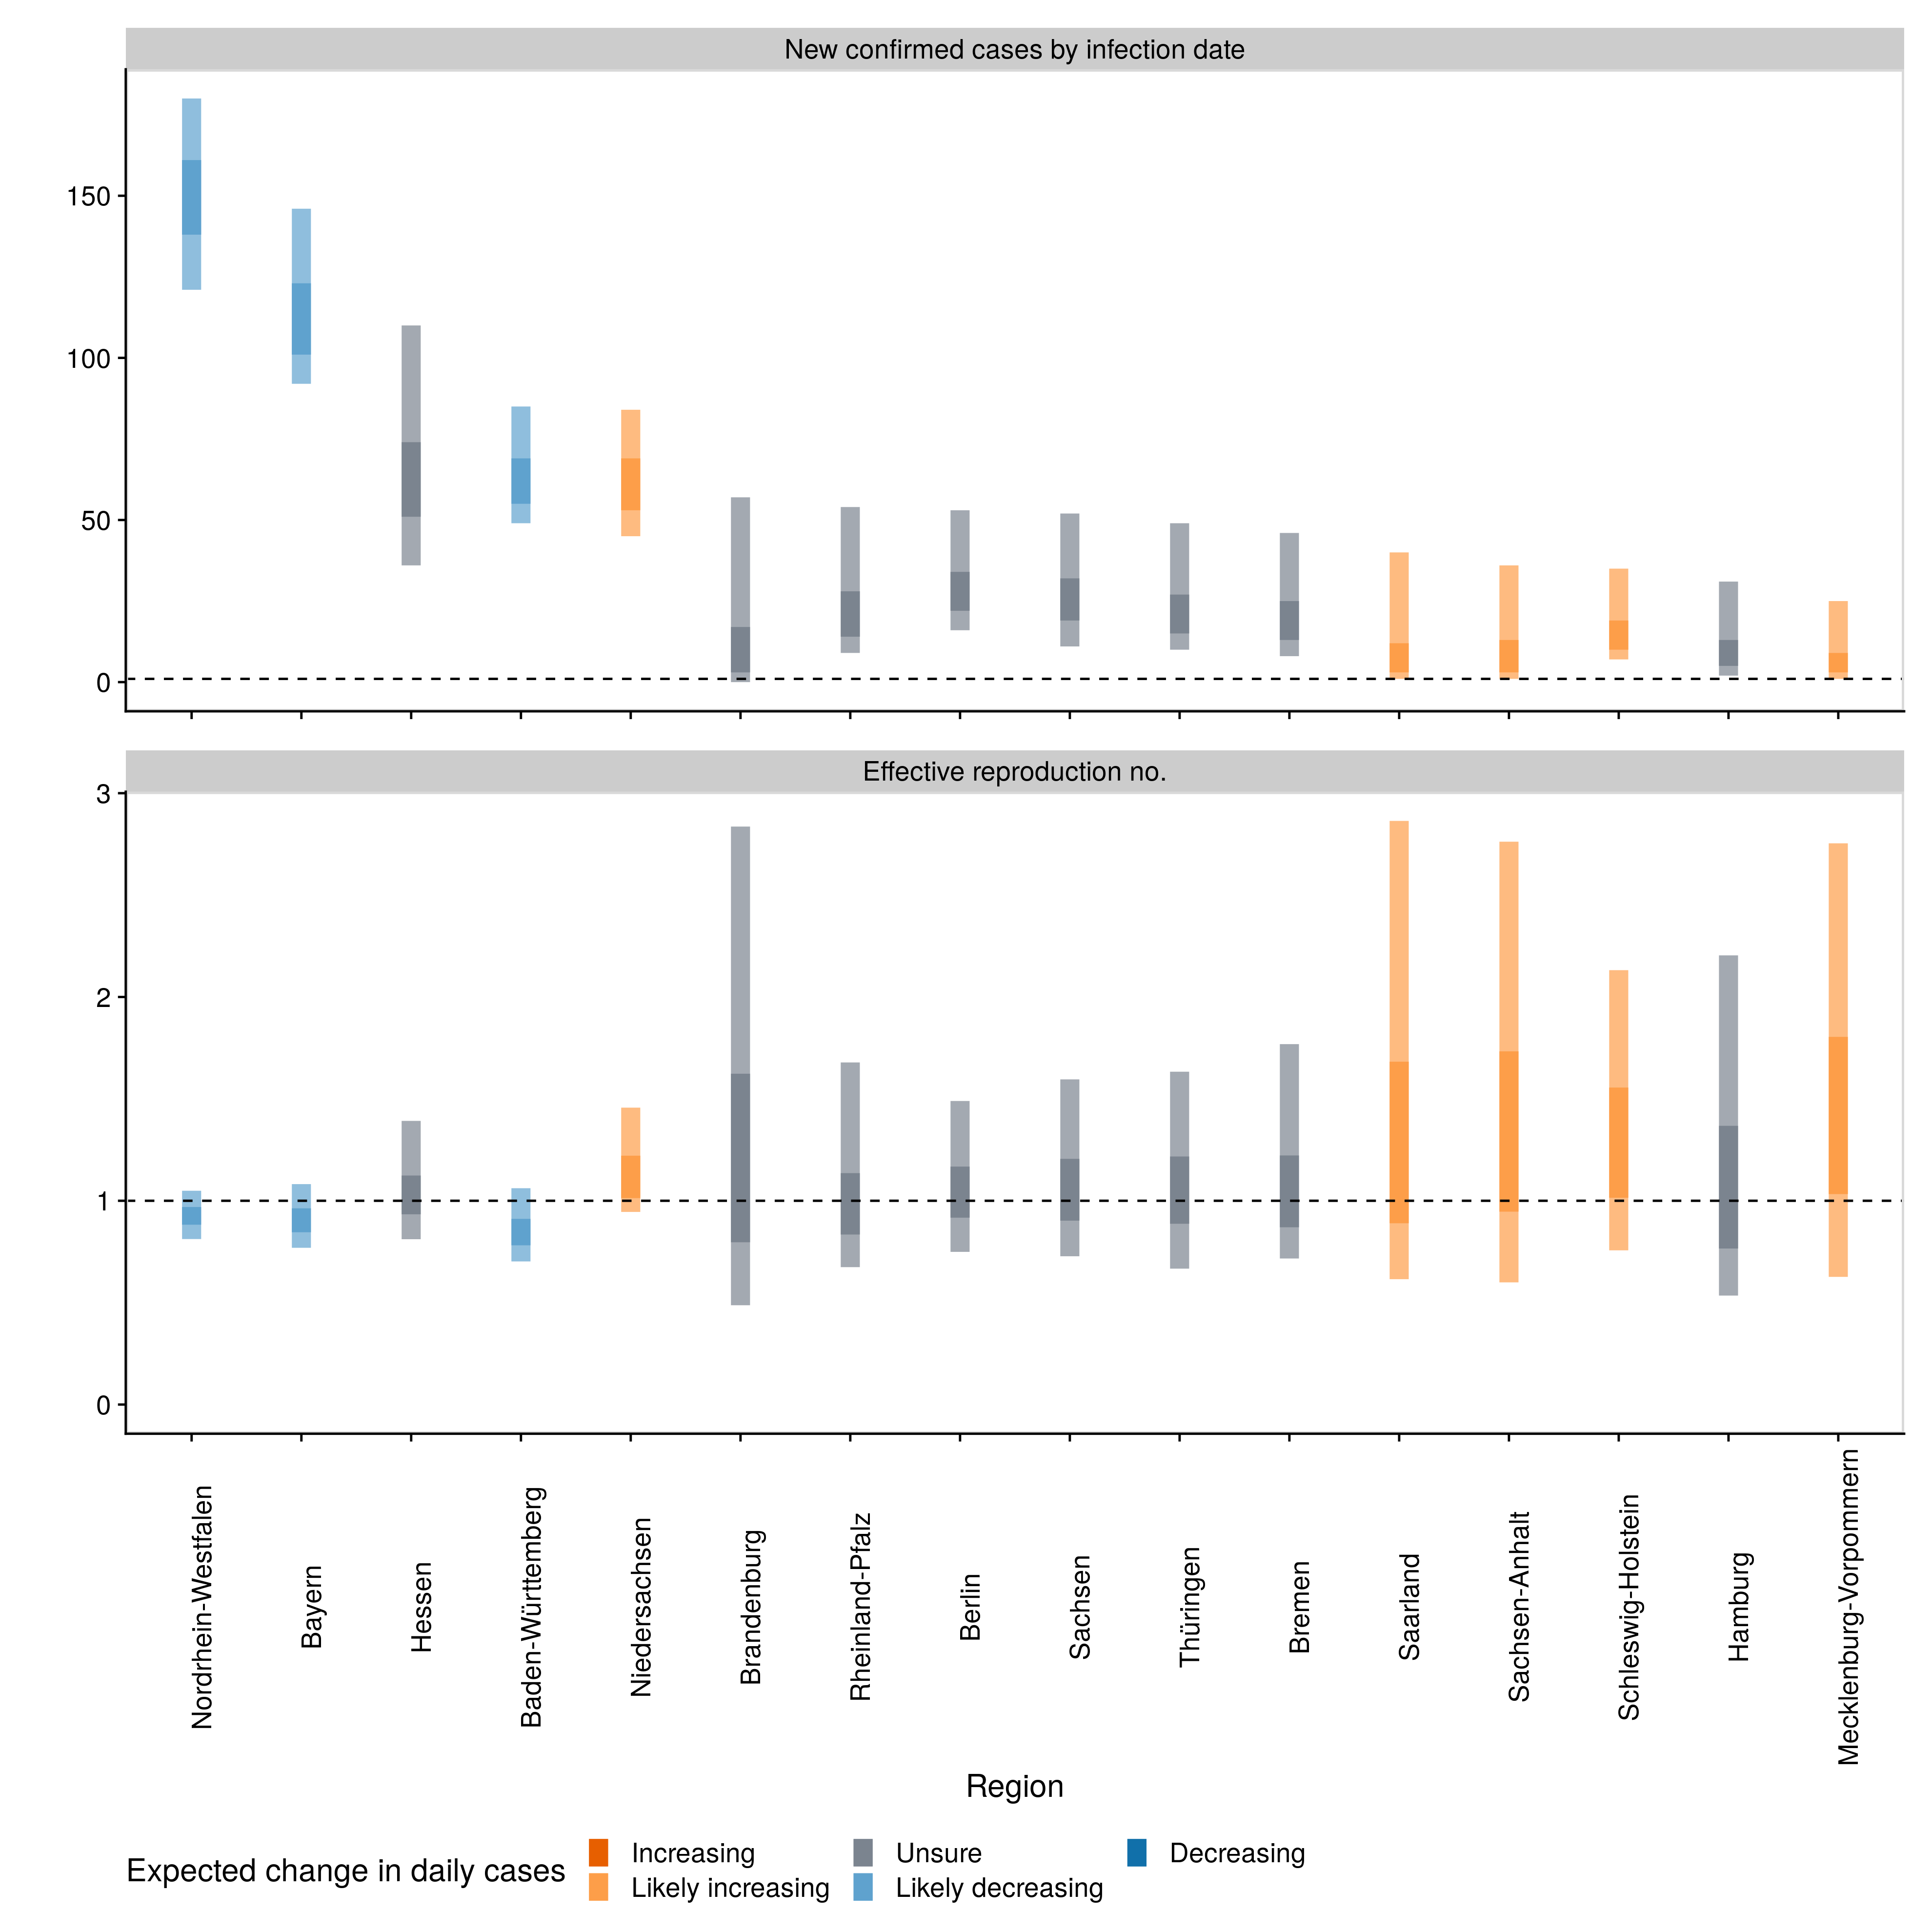 New confirmed cases by infection date
150
100
50
0
Effective reproduction no.
3
2
1
0
Nordrhein-Westfalen
Bayern
Hessen
Baden-Württemberg
Niedersachsen
Brandenburg
Rheinland-Pfalz
Berlin
Sachsen
Thüringen
Bremen
Saarland
Sachsen-Anhalt
Schleswig-Holstein
Hamburg
Mecklenburg-Vorpommern
Region
Expected change in daily cases
Increasing
Likely increasing
Unsure
Likely decreasing
Decreasing